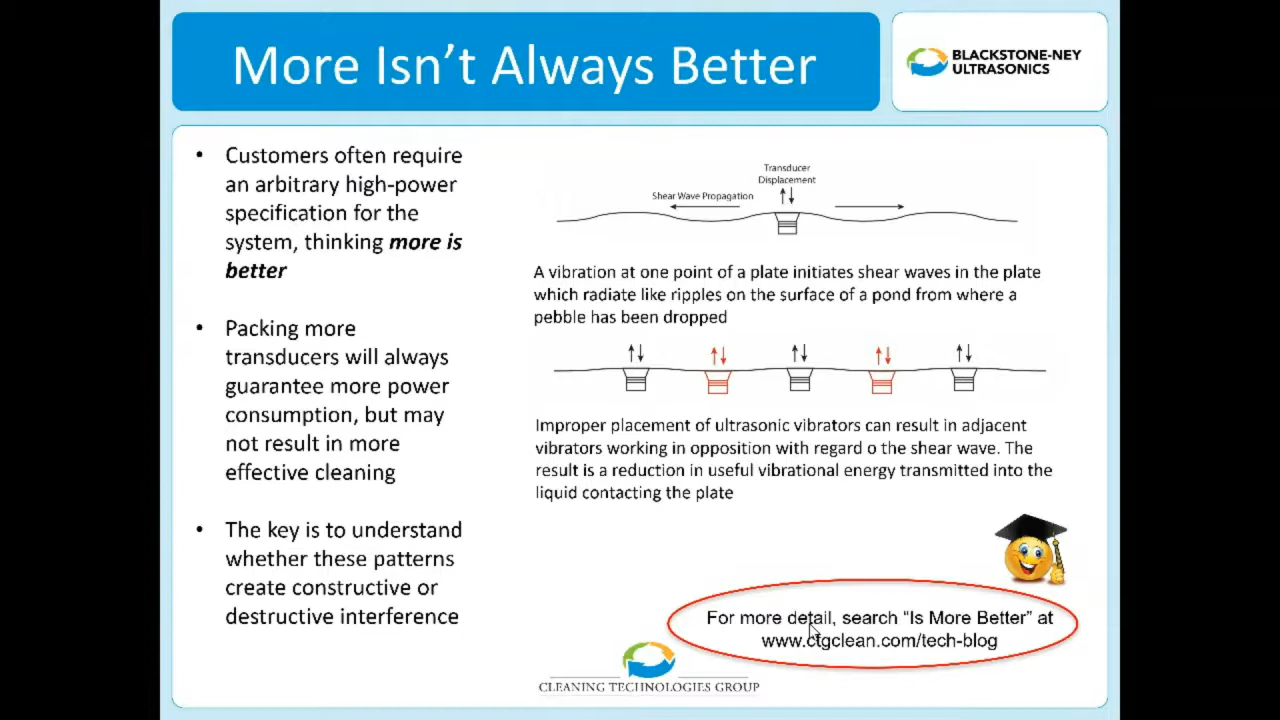 More Isn't Always Better
BLACKSTONE-NEY
ULTRASONICS
• Customers often require
an arbitrary high-power
specification for the
system, thinking more is
better
• Packing more
transducers will always
guarantee more power
consumption, but may
not result in more
effective cleaning
• The key is to understand
whether these patterns
create constructive or
destructive interference
Transducer
Displacement
Shear Wave Propagation
A vibration at one point of a plate initiates shear waves in the plate
which radiate like ripples on the surface of a pond from where a
pebble has been dropped
Improper placement of ultrasonic vibrators can result in adjacent
vibrators working in opposition with regard o the shear wave. The
result is a reduction in useful vibrational energy transmitted into the
liquid contacting the plate
For more detail, search “Is More Better” at
www.ctgclean.com/tech-blog
CLEANING TECHNOLOGIES GROUP